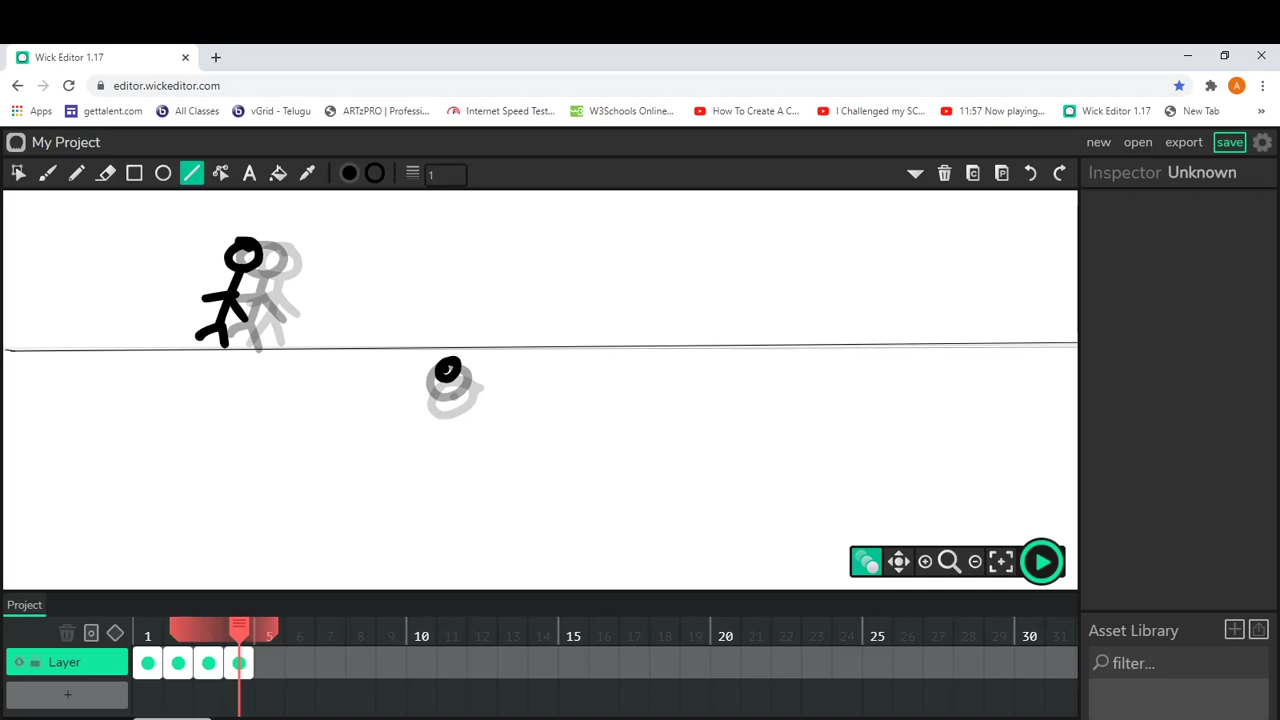 Wick Editor 1.17
editor.wickeditor.com
Apps gettalent.com All Classes vGrid - Telugu ARTzPRO | Professi... Internet Speed Test... W3Schools Online... How To Create A C... I Challenged my SC... 11:57 Now playing... Wick Editor 1.17 New Tab »
My Project new open export save
1
Inspector Unknown
Project
1 3 5 6 7 8 9 10 11 12 13 14 15 16 17 18 19 20 21 22 23 24 25 26 27 28 29 30 31
Layer
+
Asset Library
filter...